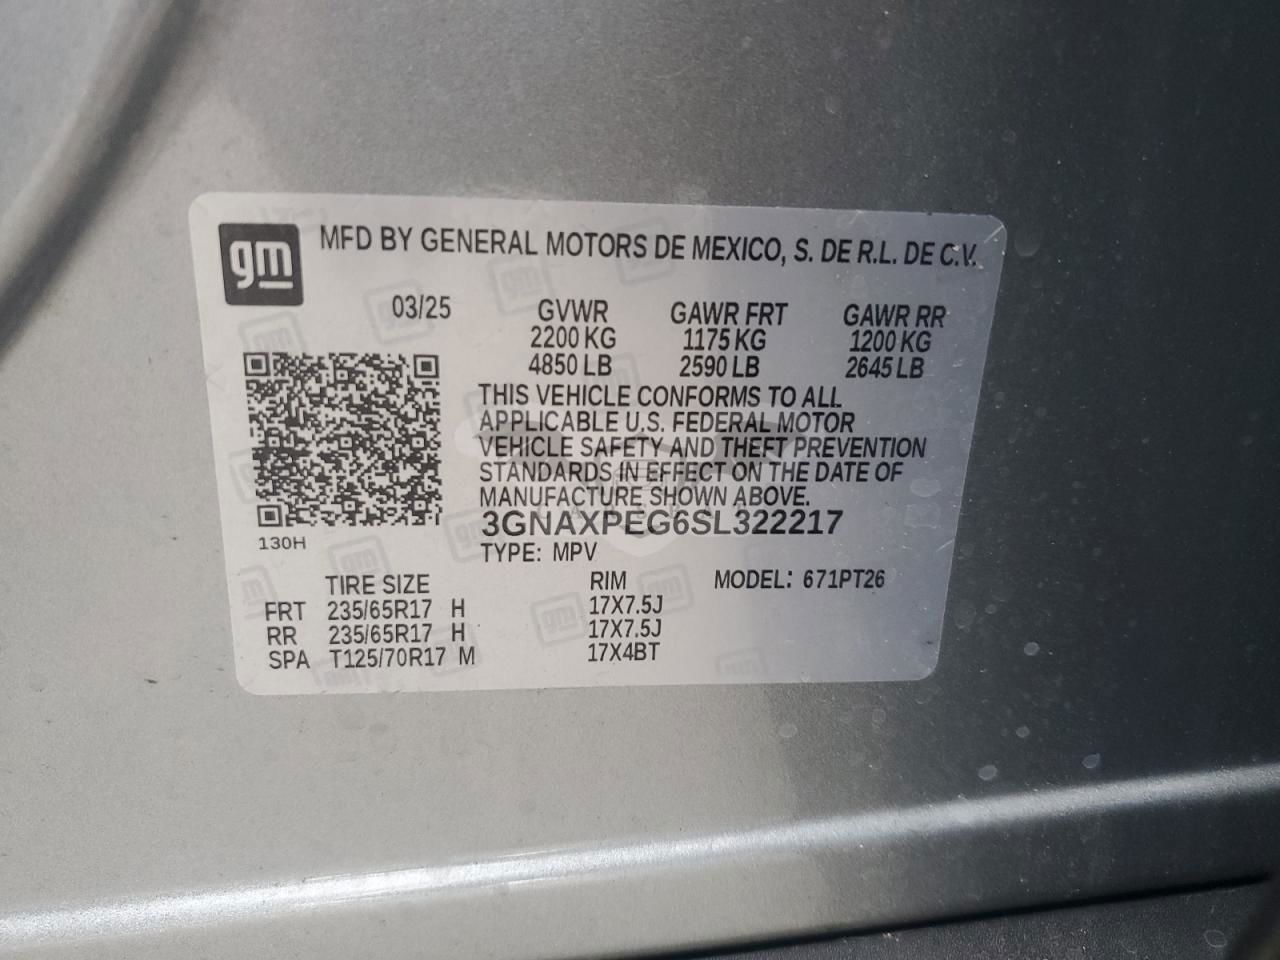 gm MFD BY GENERAL MOTORS DE MEXICO, S. DE R.L. DE C.V.
03/25 GVWR GAWR FRT GAWR RR
2200 KG 1175 KG 1200 KG
4850 LB 2590 LB 2645 LB
THIS VEHICLE CONFORMS TO ALL
APPLICABLE U.S. FEDERAL MOTOR
VEHICLE SAFETY AND THEFT PREVENTION
STANDARDS IN EFFECT ON THE DATE OF
MANUFACTURE SHOWN ABOVE.
3GNAXPEG6SL322217
130H
TYPE: MPV
TIRE SIZE RIM MODEL: 671PT26
FRT 235/65R17 H 17X7.5J
RR 235/65R17 H 17X7.5J
SPA T125/70R17 M 17X4BT